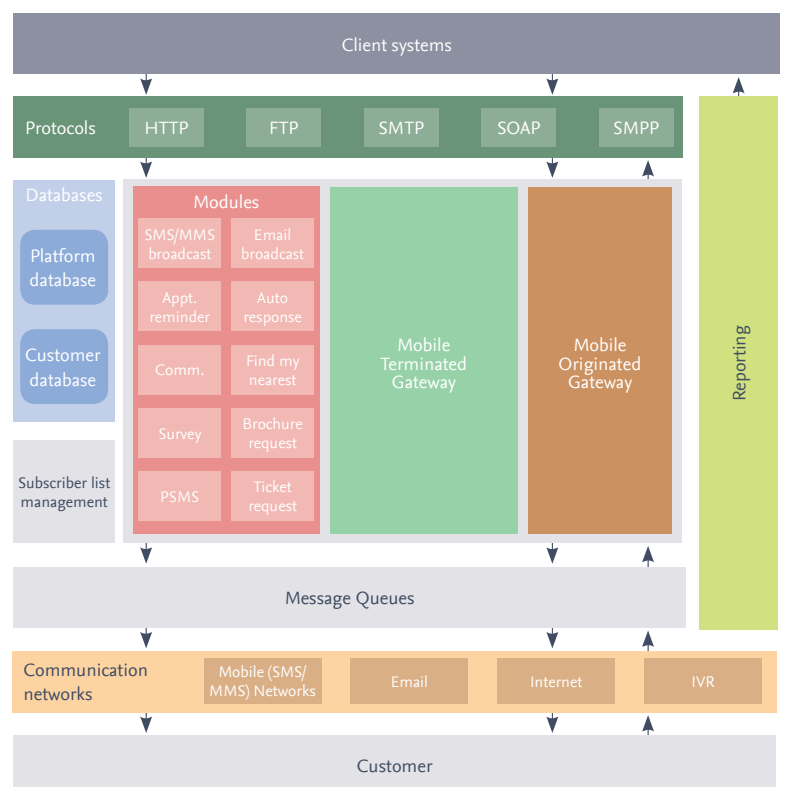 Client systems
Protocols
HTTP
FTP
SMTP
SOAP
SMPP
Databases
Platform
database
Customer
database
Subscriber list
management
Modules
SMS/MMS
broadcast
Email
broadcast
Appt.
reminder
Auto
response
Comm.
Find my
nearest
Survey
Brochure
request
PSMS
Ticket
request
Mobile
Terminated
Gateway
Mobile
Originated
Gateway
Reporting
Message Queues
Communication
networks
Mobile (SMS/
MMS) Networks
Email
Internet
IVR
Customer